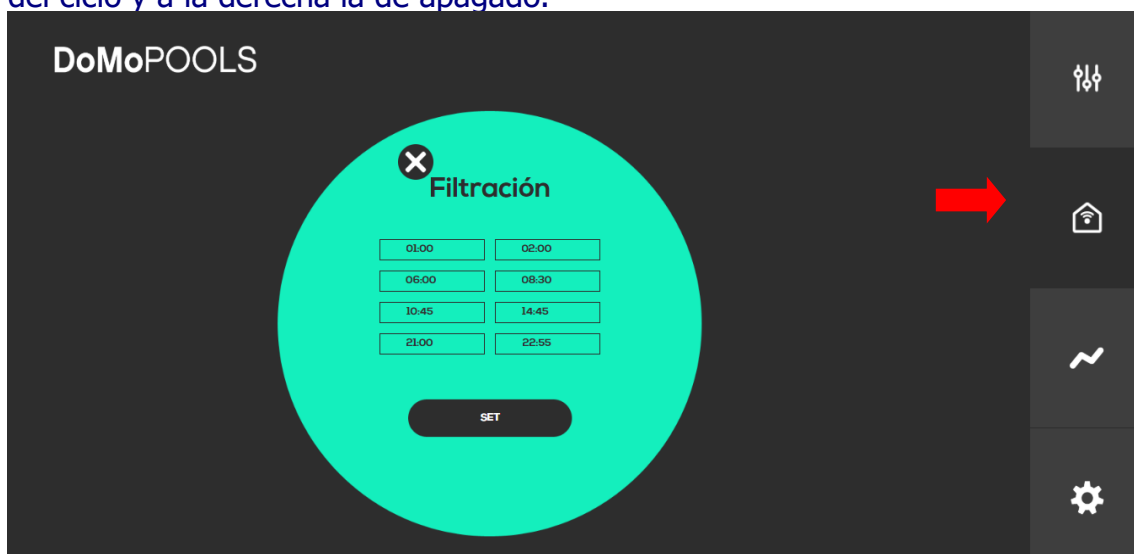 del ciclo y a la derecha la de apagado.
DoMoPOOLS
Filtración
01:00 02:00
06:00 08:30
10:45 14:45
21:00 22:55
SET